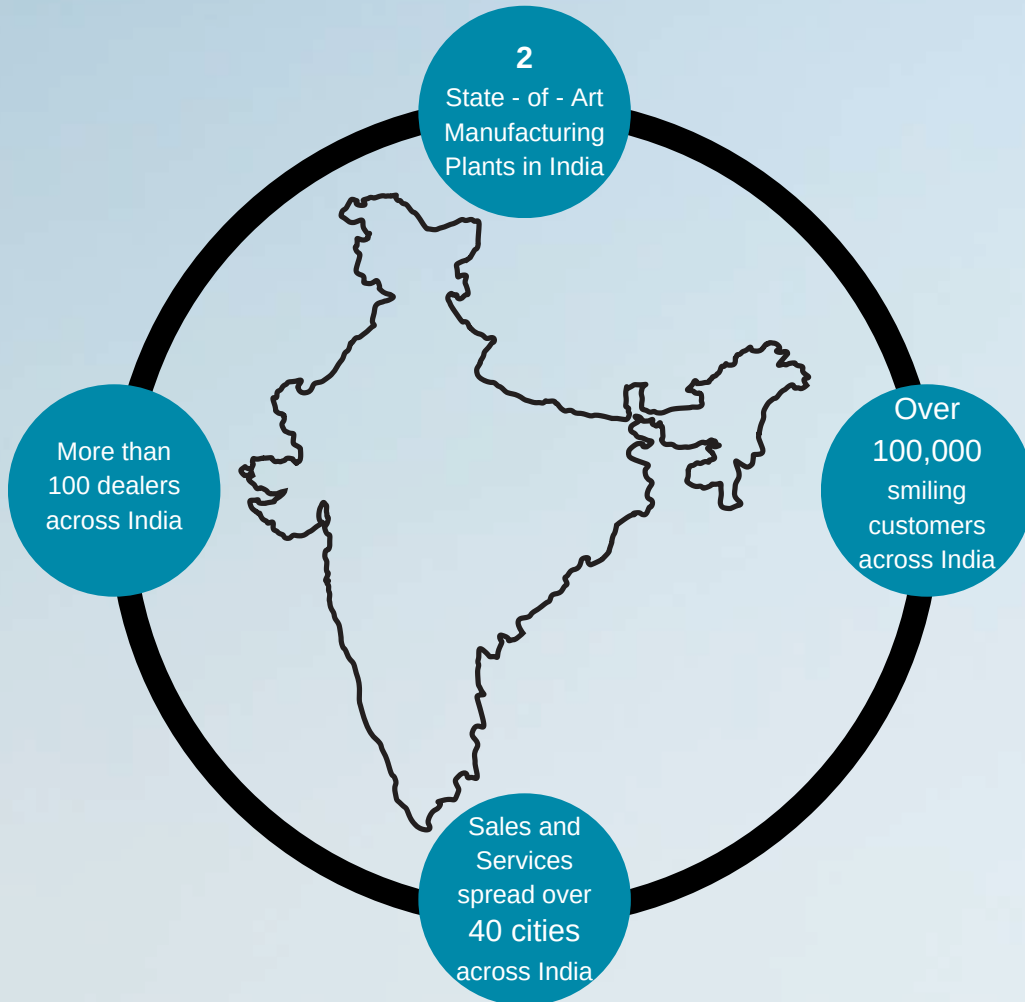 2
State - of - Art
Manufacturing
Plants in India
More than
100 dealers
across India
Over
100,000
smiling
customers
across India
Sales and
Services
spread over
40 cities
across India